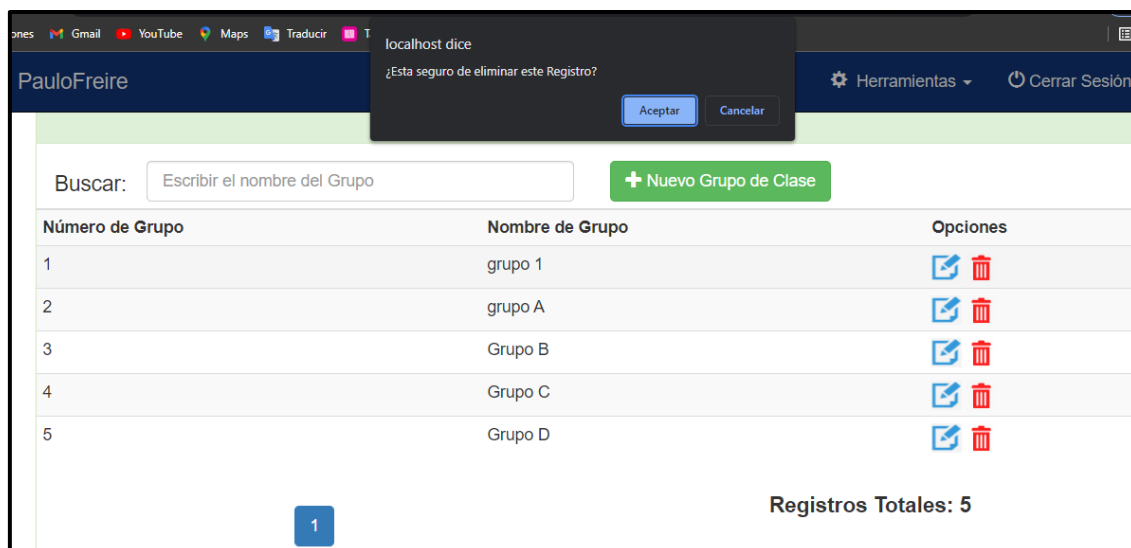 ones Gmail YouTube Maps Traducir T
localhost dice
¿Esta seguro de eliminar este Registro?
Aceptar Cancelar
PauloFreire Herramientas Cerrar Sesión
Buscar: Escribir el nombre del Grupo Nuevo Grupo de Clase
Número de Grupo Nombre de Grupo Opciones
1 grupo 1
2 grupo A
3 Grupo B
4 Grupo C
5 Grupo D
Registros Totales: 5
1